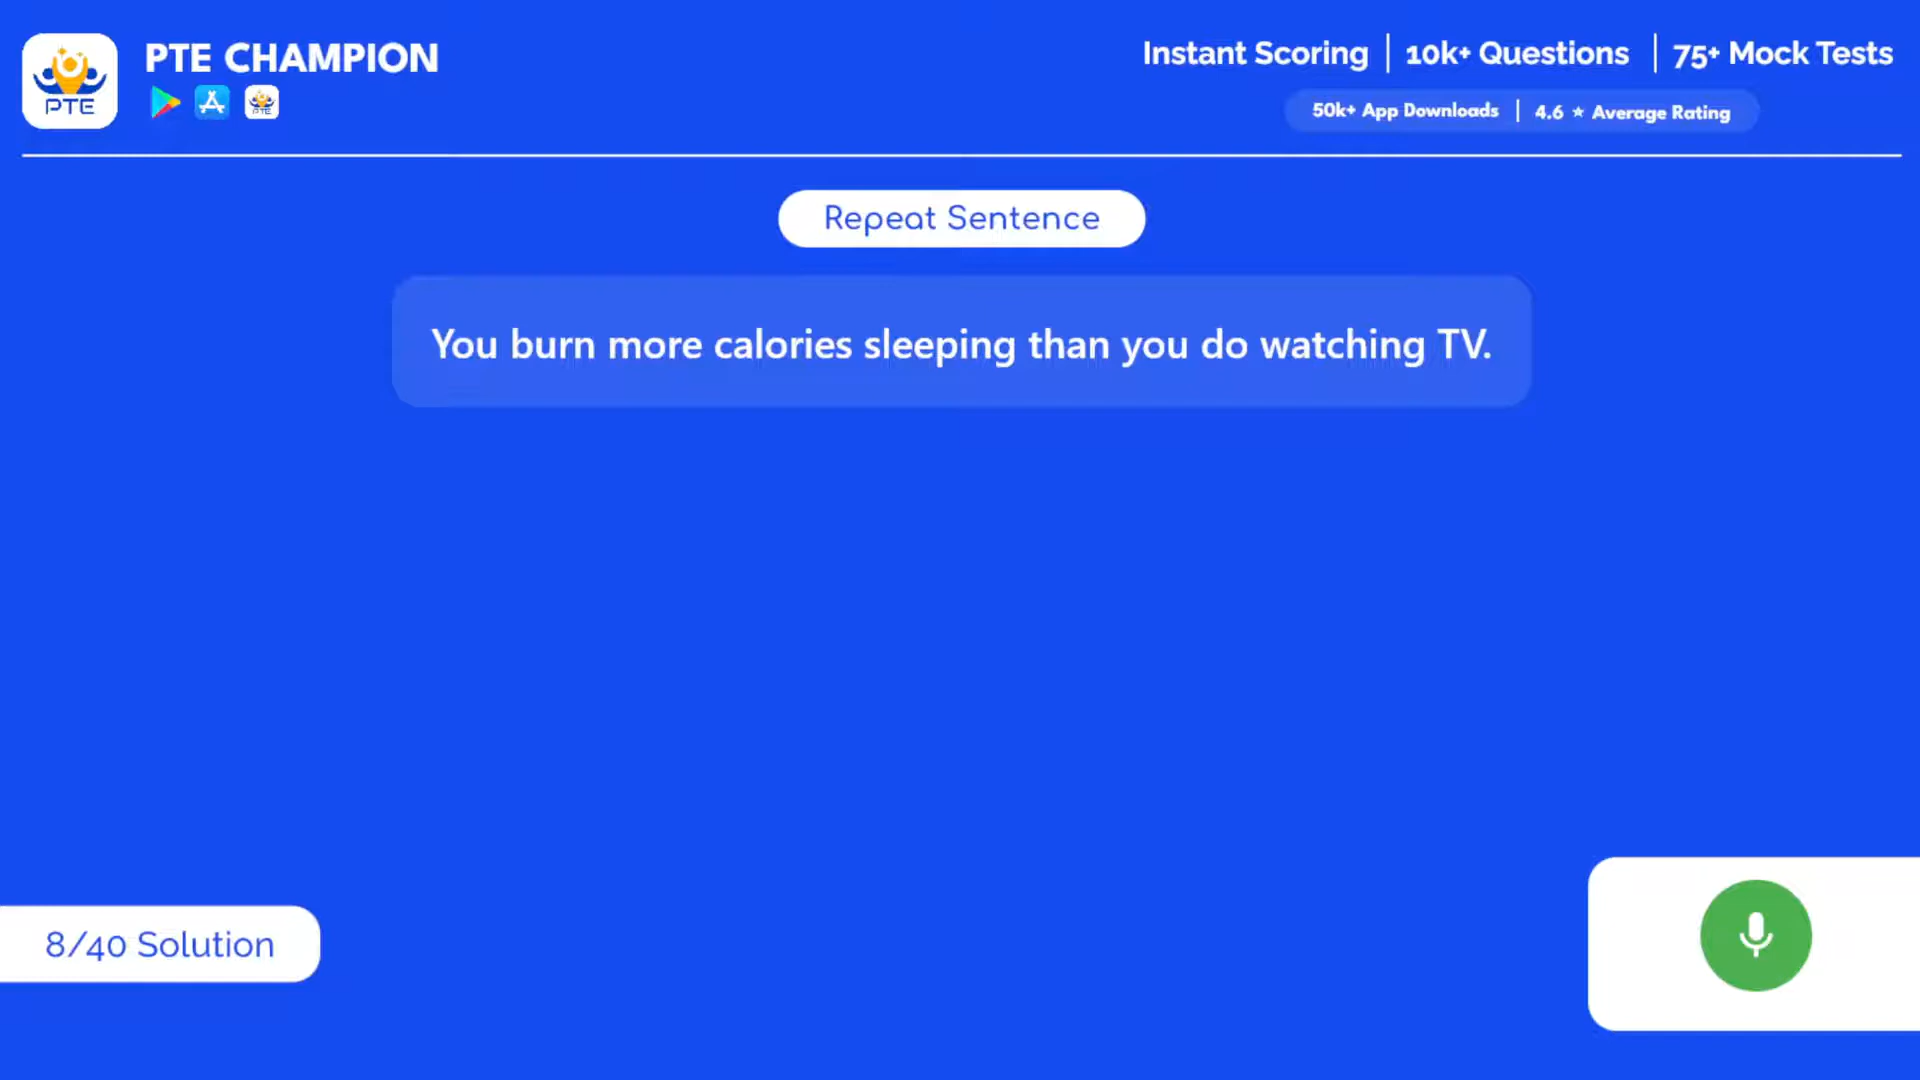 PTE CHAMPION
PTE
PTE
Instant Scoring | 10k+ Questions | 75+ Mock Tests
50k+ App Downloads | 4.6 ★ Average Rating
Repeat Sentence
You burn more calories sleeping than you do watching TV.
8/40 Solution